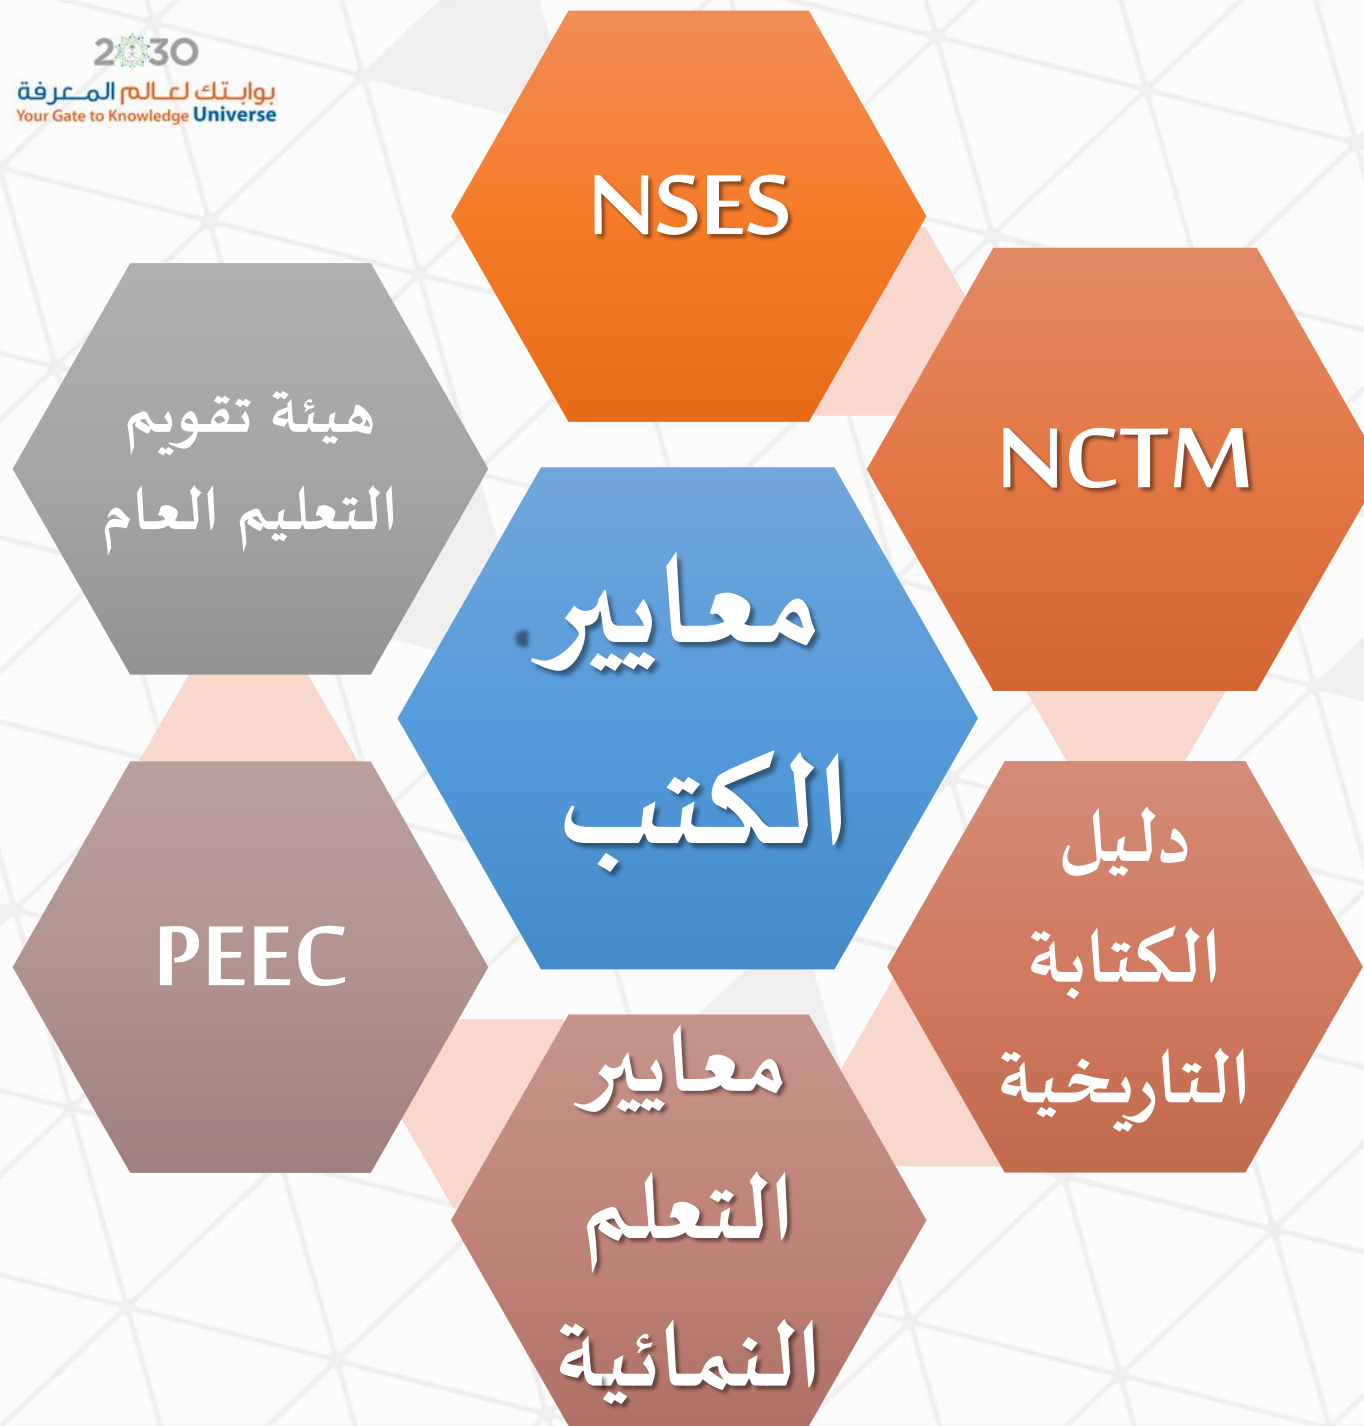 2030
بوابتك لعالم المعرفة
Your Gate to Knowledge Universe
NSES
NCTM
هيئة تقويم
التعليم العام
معايير
الكتب
دليل
الكتابة
التاريخية
PEEC
معايير
التعلم
النمائية